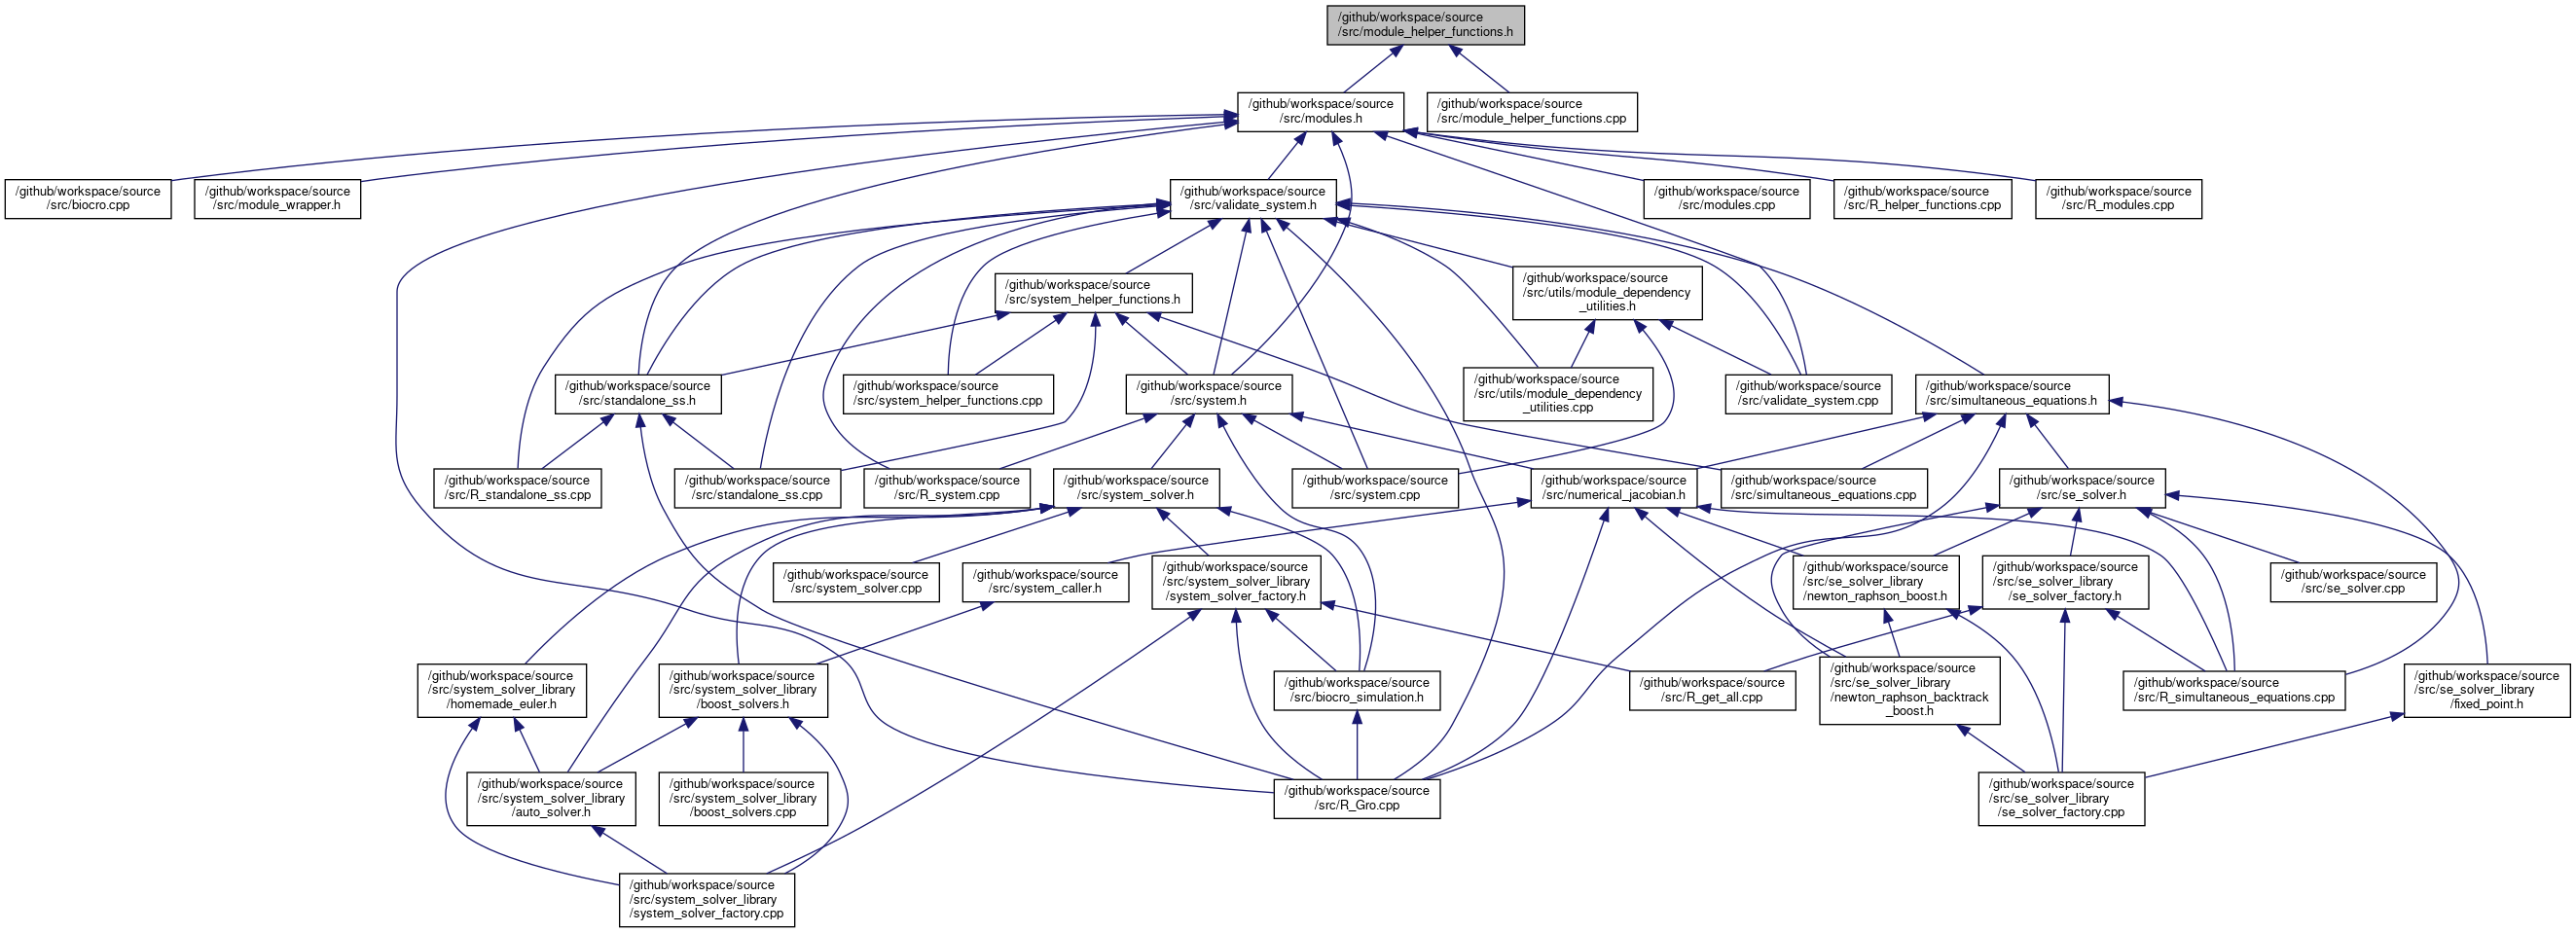 /github/workspace/source
/src/module_helper_functions.h
/github/workspace/source
/src/modules.h
/github/workspace/source
/src/module_helper_functions.cpp
/github/workspace/source
/src/biocro.cpp
/github/workspace/source
/src/module_wrapper.h
/github/workspace/source
/src/validate_system.h
/github/workspace/source
/src/modules.cpp
/github/workspace/source
/src/R_helper_functions.cpp
/github/workspace/source
/src/R_modules.cpp
/github/workspace/source
/src/system_helper_functions.h
/github/workspace/source
/src/utils/module_dependency
_utilities.h
/github/workspace/source
/src/standalone_ss.h
/github/workspace/source
/src/system_helper_functions.cpp
/github/workspace/source
/src/system.h
/github/workspace/source
/src/utils/module_dependency
_utilities.cpp
/github/workspace/source
/src/validate_system.cpp
/github/workspace/source
/src/simultaneous_equations.h
/github/workspace/source
/src/R_standalone_ss.cpp
/github/workspace/source
/src/standalone_ss.cpp
/github/workspace/source
/src/R_system.cpp
/github/workspace/source
/src/system_solver.h
/github/workspace/source
/src/system.cpp
/github/workspace/source
/src/numerical_jacobian.h
/github/workspace/source
/src/simultaneous_equations.cpp
/github/workspace/source
/src/se_solver.h
/github/workspace/source
/src/system_solver.cpp
/github/workspace/source
/src/system_caller.h
/github/workspace/source
/src/system_solver_library
/system_solver_factory.h
/github/workspace/source
/src/se_solver_library
/newton_raphson_boost.h
/github/workspace/source
/src/se_solver_library
/se_solver_factory.h
/github/workspace/source
/src/se_solver.cpp
/github/workspace/source
/src/system_solver_library
/homemade_euler.h
/github/workspace/source
/src/system_solver_library
/boost_solvers.h
/github/workspace/source
/src/biocro_simulation.h
/github/workspace/source
/src/R_get_all.cpp
/github/workspace/source
/src/se_solver_library
/newton_raphson_backtrack
_boost.h
/github/workspace/source
/src/R_simultaneous_equations.cpp
/github/workspace/source
/src/se_solver_library
/fixed_point.h
/github/workspace/source
/src/system_solver_library
/auto_solver.h
/github/workspace/source
/src/system_solver_library
/boost_solvers.cpp
/github/workspace/source
/src/R_Gro.cpp
/github/workspace/source
/src/se_solver_library
/se_solver_factory.cpp
/github/workspace/source
/src/system_solver_library
/system_solver_factory.cpp